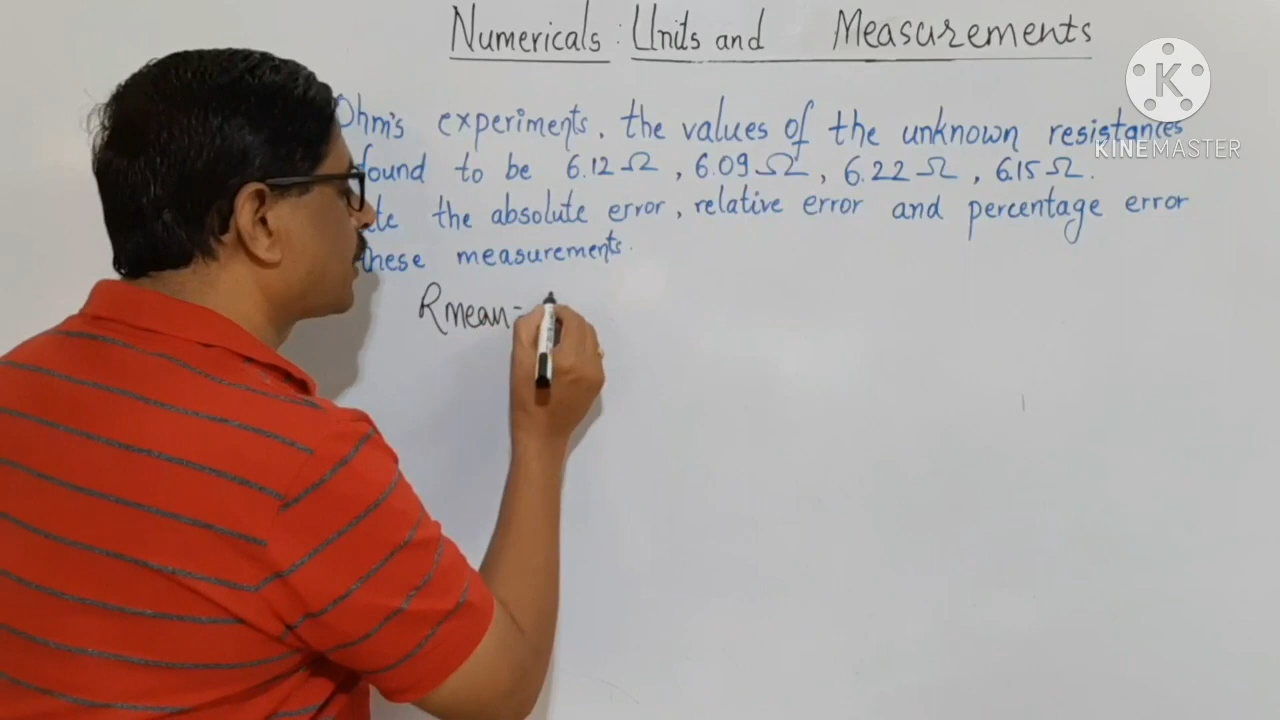 Numericals : Units and Measurements
K
KINEMASTER
Ohm's experiments, the values of the unknown resistances
found to be 6.12 Ω , 6.09 Ω , 6.22 Ω , 6.15 Ω .
the absolute error, relative error and percentage error
these measurements.
Rmean =